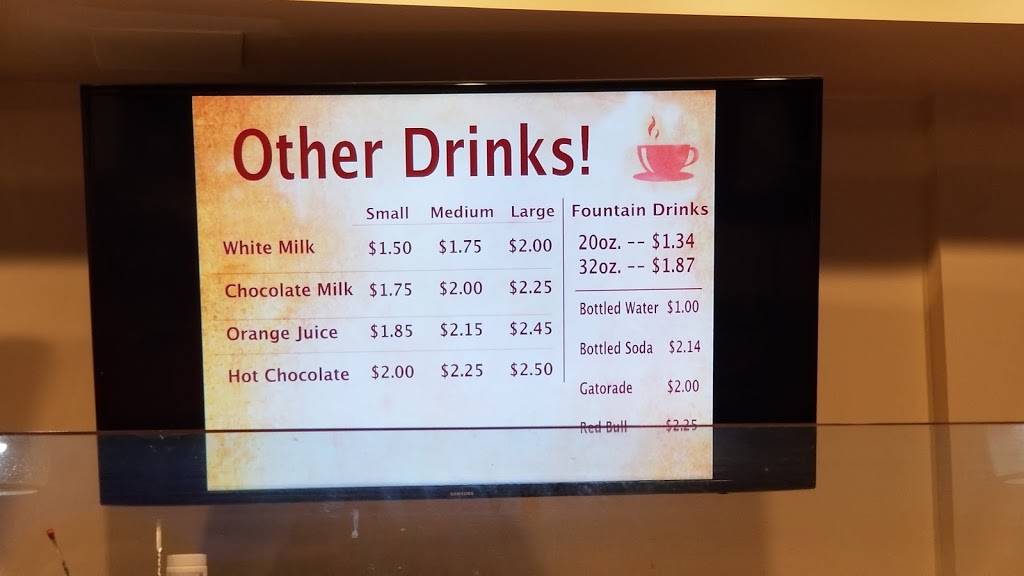 Other Drinks!
Small Medium Large
White Milk $1.50 $1.75 $2.00
Chocolate Milk $1.75 $2.00 $2.25
Orange Juice $1.85 $2.15 $2.45
Hot Chocolate $2.00 $2.25 $2.50
Fountain Drinks
20oz. -- $1.34
32oz. -- $1.87
Bottled Water $1.00
Bottled Soda $2.14
Gatorade $2.00
Red Bull $2.25
SAMSUNG